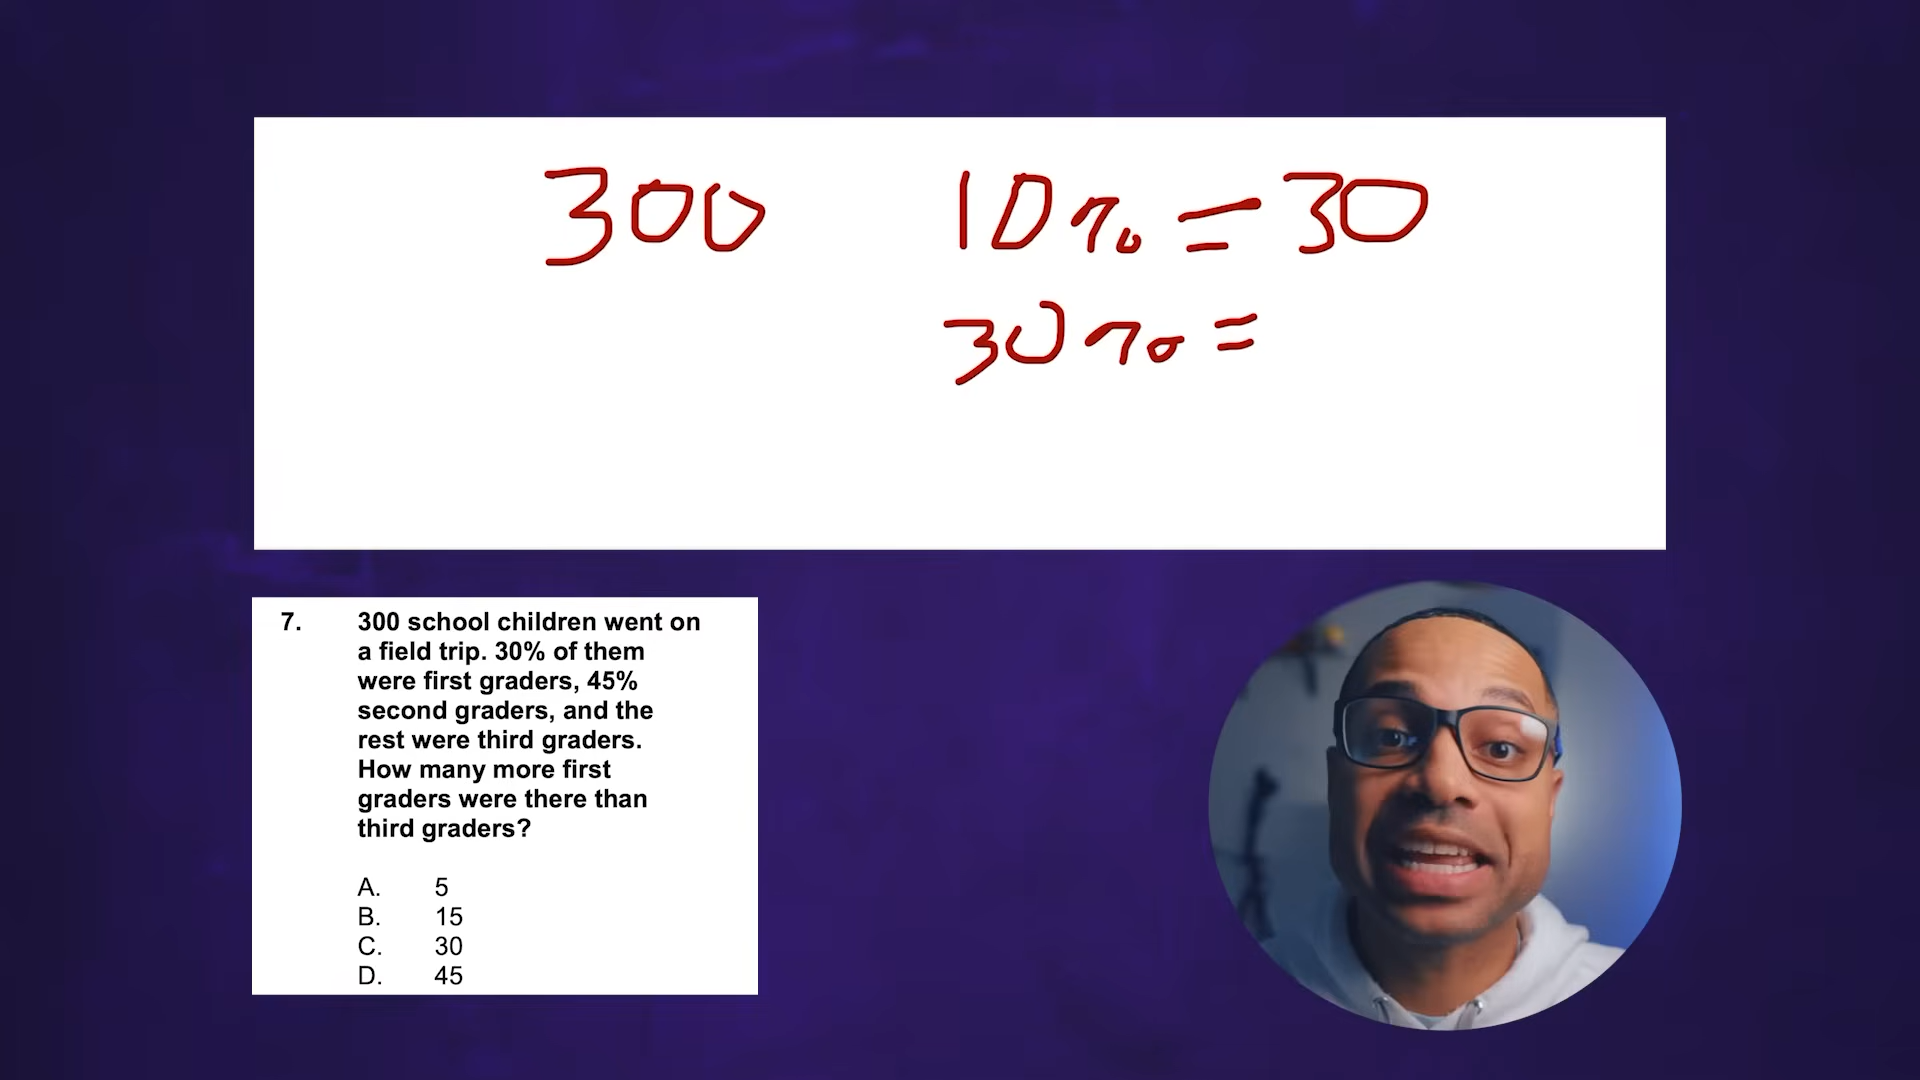 300 10% = 30
30% =
7. 300 school children went on
a field trip. 30% of them
were first graders, 45%
second graders, and the
rest were third graders.
How many more first
graders were there than
third graders?
A. 5
B. 15
C. 30
D. 45